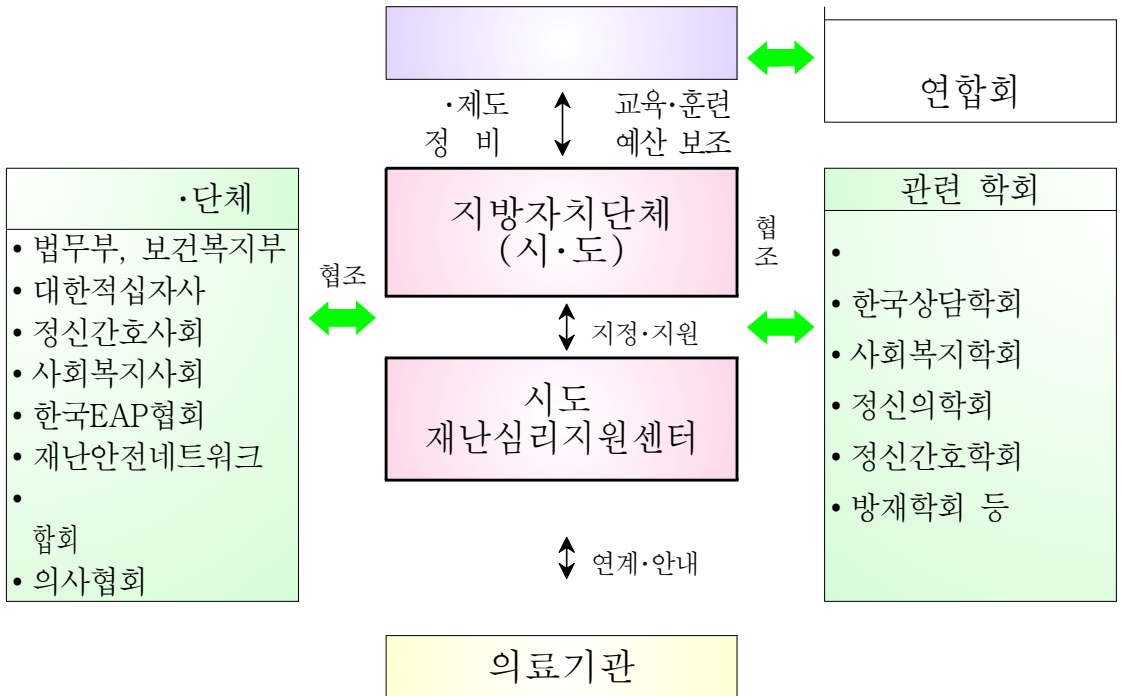 연합회
·제도
정 비
교육·훈련
예산 보조
·단체
• 법무부, 보건복지부
• 대한적십자사
• 정신간호사회
• 사회복지사회
• 한국EAP협회
• 재난안전네트워크
•
합회
• 의사협회
협조
지방자치단체
(시·도)
협
조
지정·지원
시도
재난심리지원센터
연계·안내
의료기관
관련 학회
•
• 한국상담학회
• 사회복지학회
• 정신의학회
• 정신간호학회
• 방재학회 등